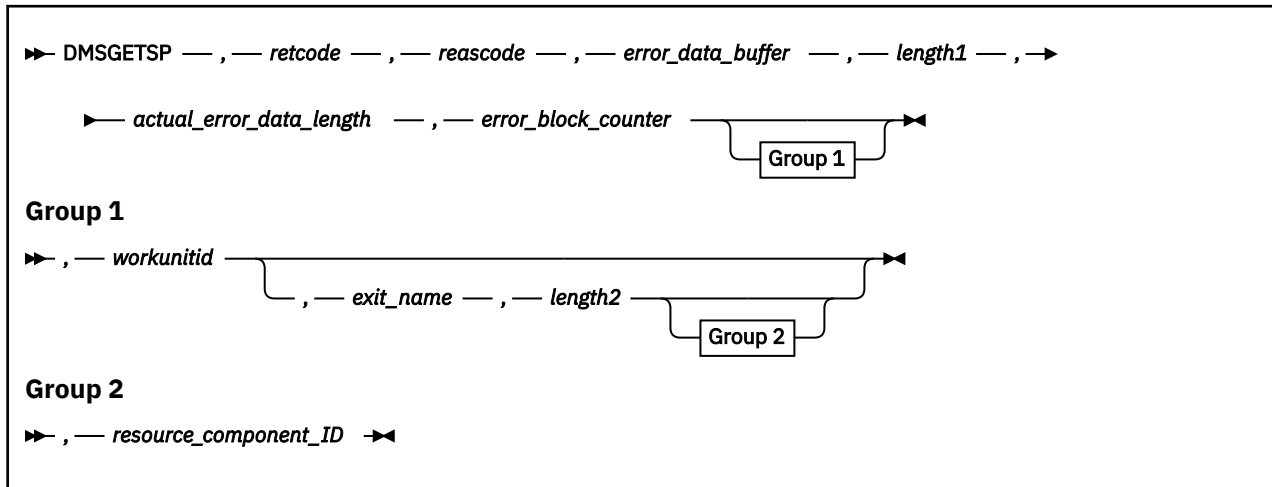 DMSGETSP , retcode , reascode , error_data_buffer , length1 ,
actual_error_data_length , error_block_counter
Group 1
Group 1
, workunitid
, exit_name , length2
Group 2
Group 2
, resource_component_ID